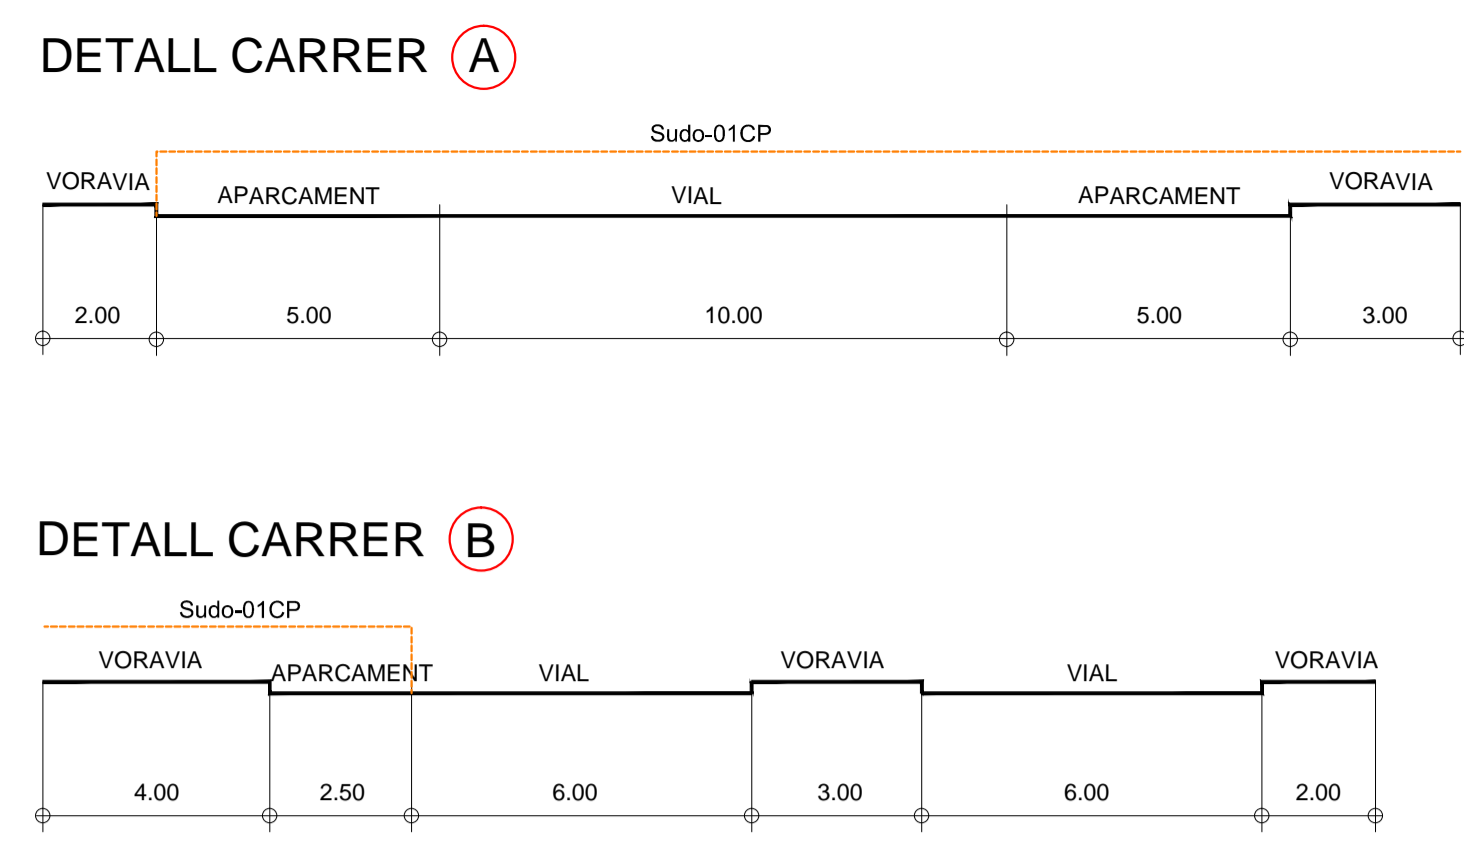 DETALL CARRER A
Sudo-01CP
VORAVIA APARCAMENT VIAL APARCAMENT VORAVIA
2.00 5.00 10.00 5.00 3.00
DETALL CARRER B
Sudo-01CP
VORAVIA APARCAMENT VIAL VORAVIA VIAL VORAVIA
4.00 2.50 6.00 3.00 6.00 2.00